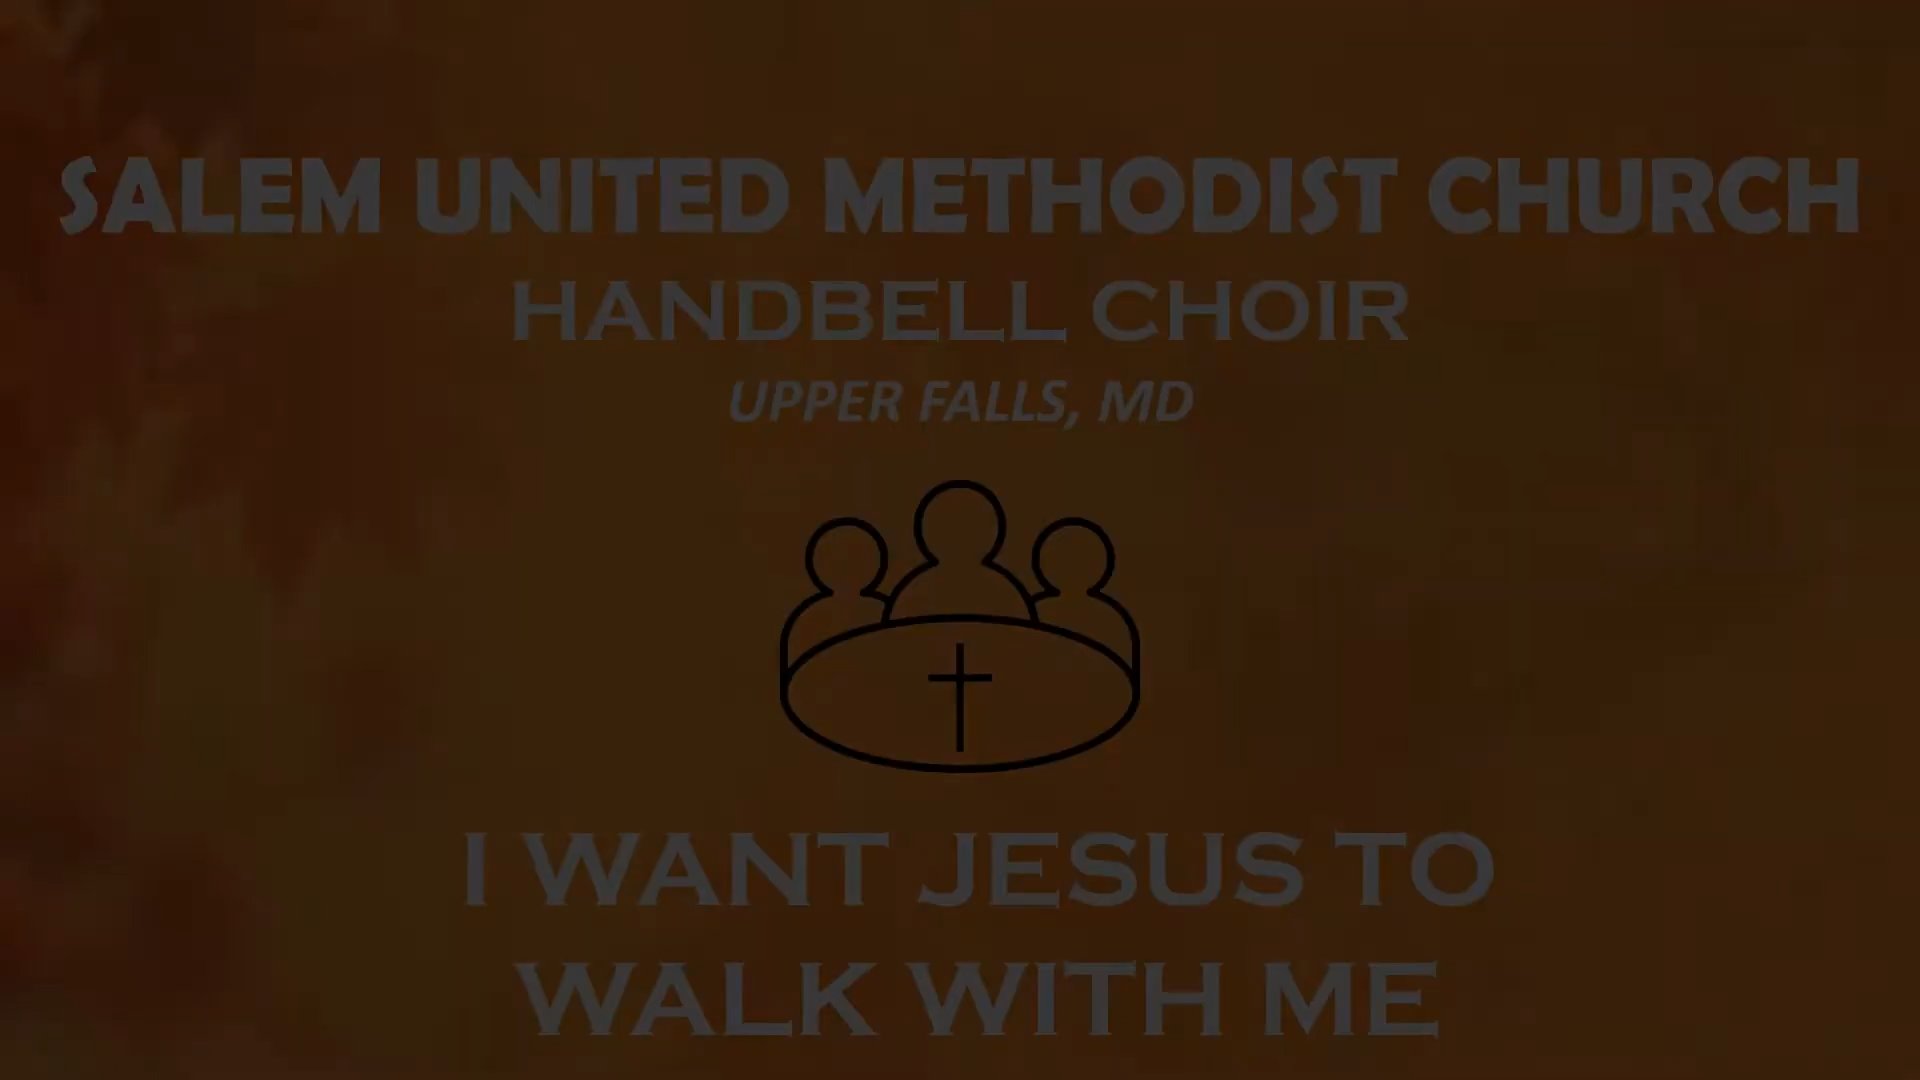 SALEM UNITED METHODIST CHURCH
HANDBELL CHOIR
UPPER FALLS, MD
I WANT JESUS TO
WALK WITH ME